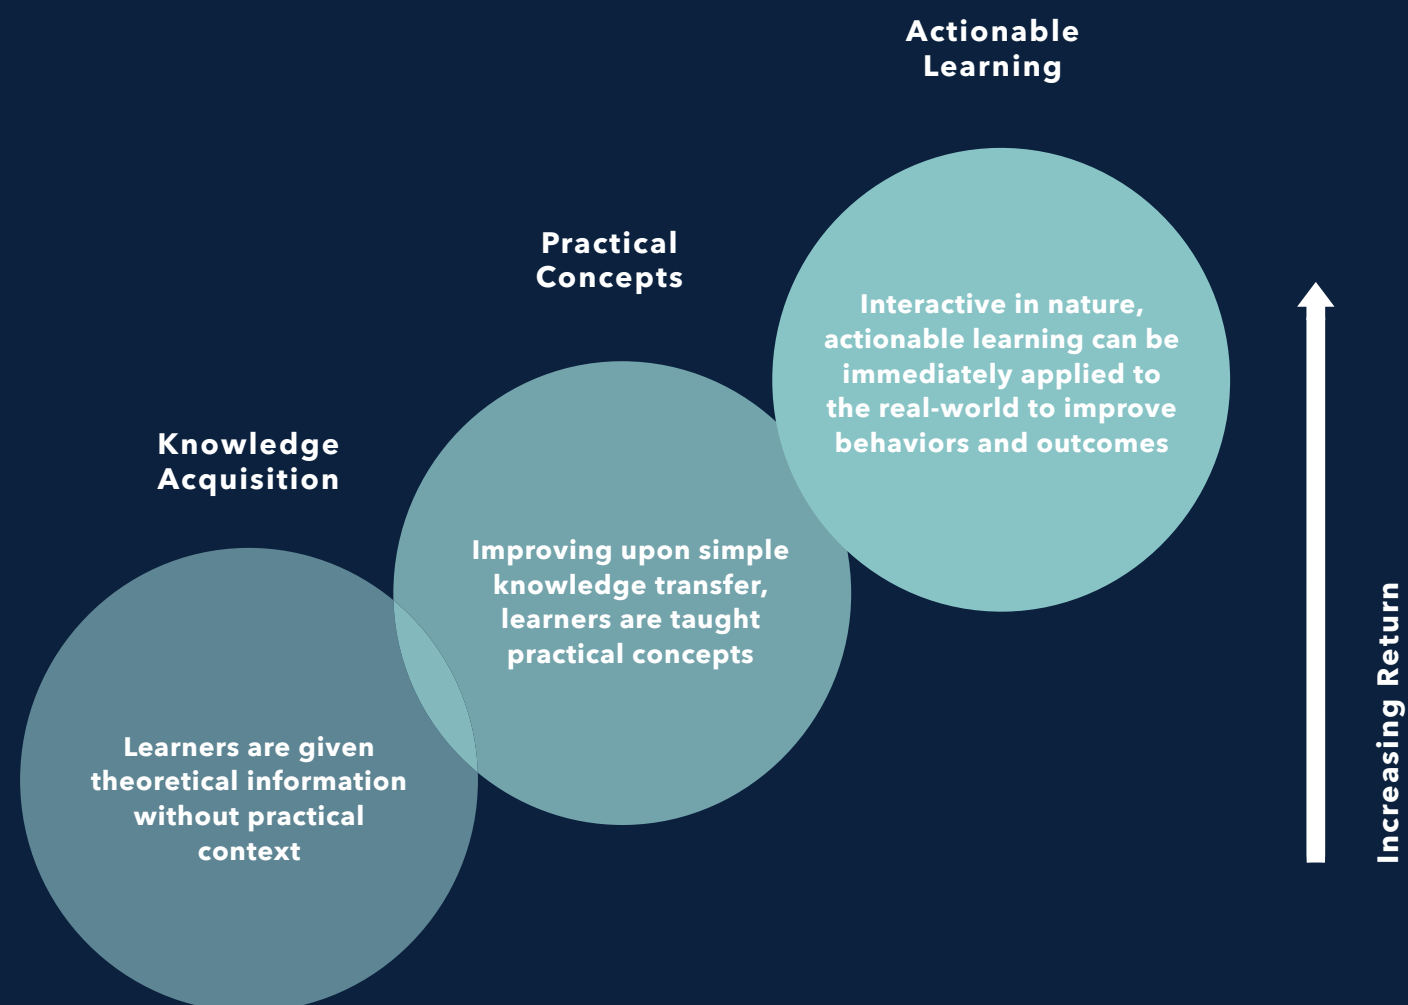 Actionable
Learning
Practical
Concepts
Interactive in nature,
actionable learning can be
immediately applied to
the real-world to improve
behaviors and outcomes
Knowledge
Acquisition
Improving upon simple
knowledge transfer,
learners are taught
practical concepts
Learners are given
theoretical information
without practical
context
Increasing Return